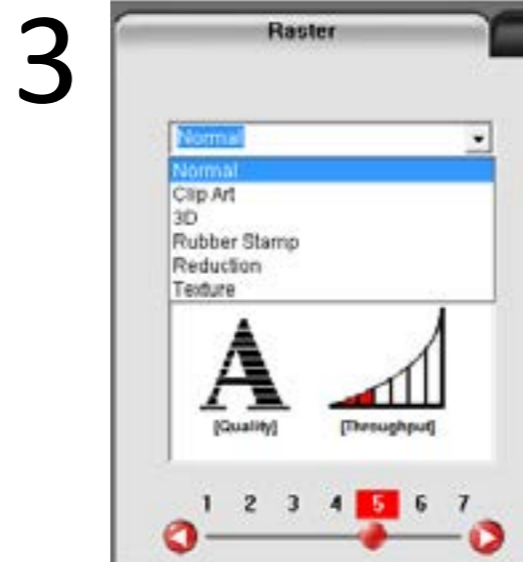 3
Raster
Normal
Normal
Clip Art
3D
Rubber Stamp
Reduction
Texture
A
[Quality] [Throughput]
1 2 3 4 5 6 7